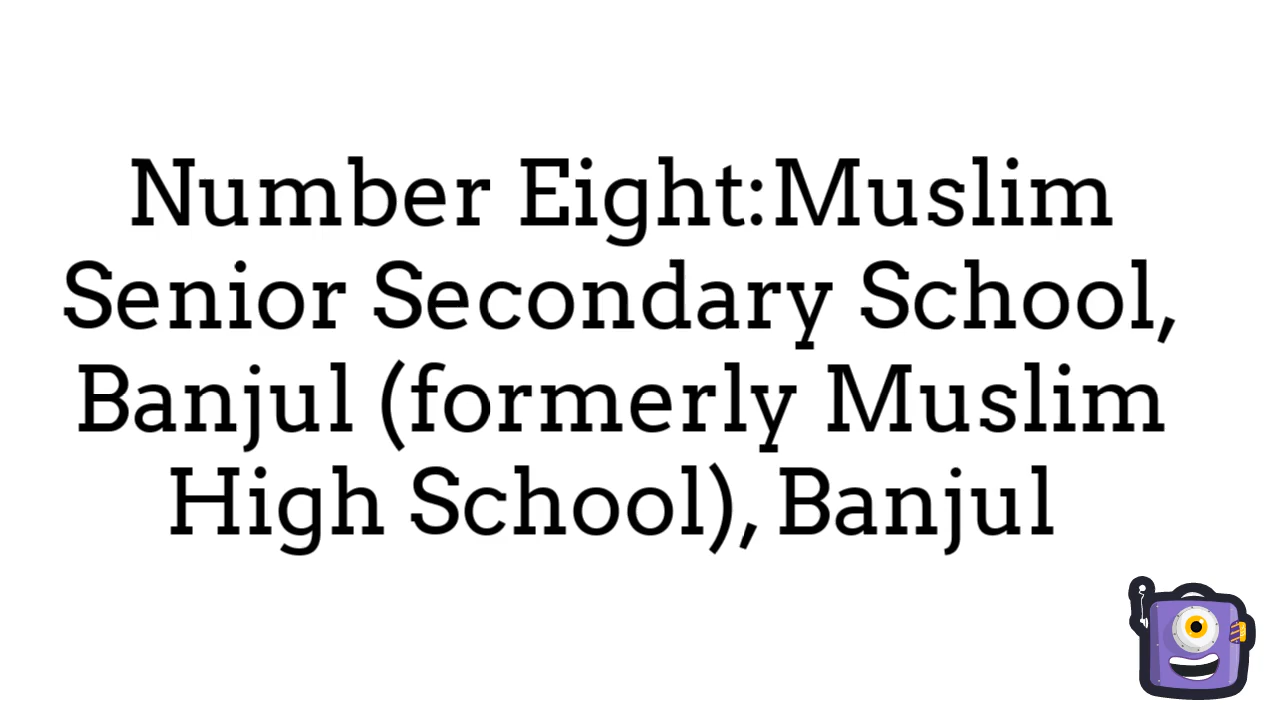 Number Eight:Muslim
Senior Secondary School,
Banjul (formerly Muslim
High School), Banjul